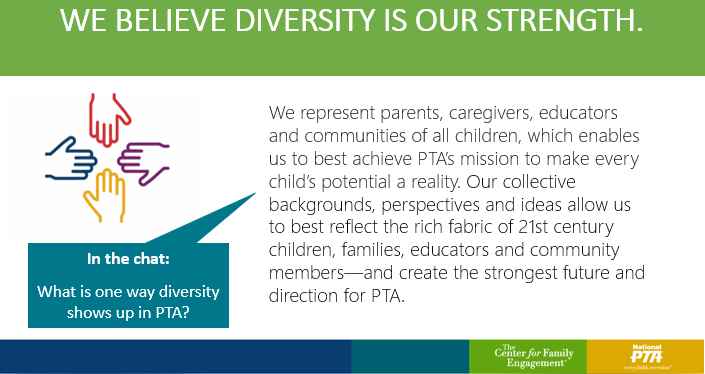 WE BELIEVE DIVERSITY IS OUR STRENGTH.
We represent parents, caregivers, educators
and communities of all children, which enables
us to best achieve PTA’s mission to make every
child’s potential a reality. Our collective
backgrounds, perspectives and ideas allow us
to best reflect the rich fabric of 21st century
children, families, educators and community
members—and create the strongest future and
direction for PTA.
In the chat:
What is one way diversity
shows up in PTA?
The
Center for Family
Engagement
National
PTA
everychild.onevoice.